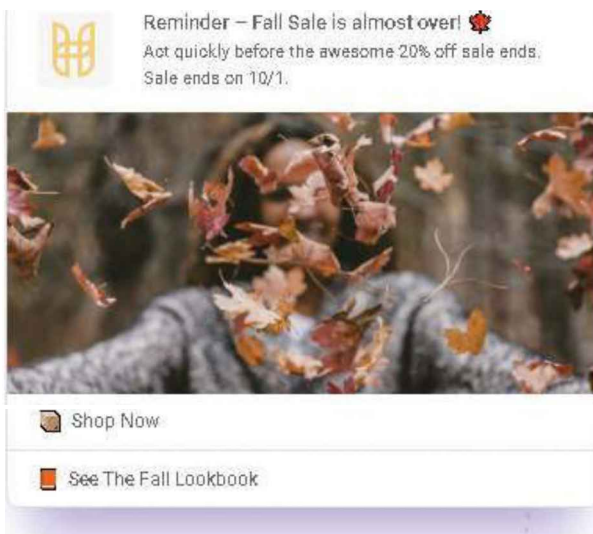 Reminder – Fall Sale is almost over! 🍁
Act quickly before the awesome 20% off sale ends.
Sale ends on 10/1.
Shop Now
See The Fall Lookbook